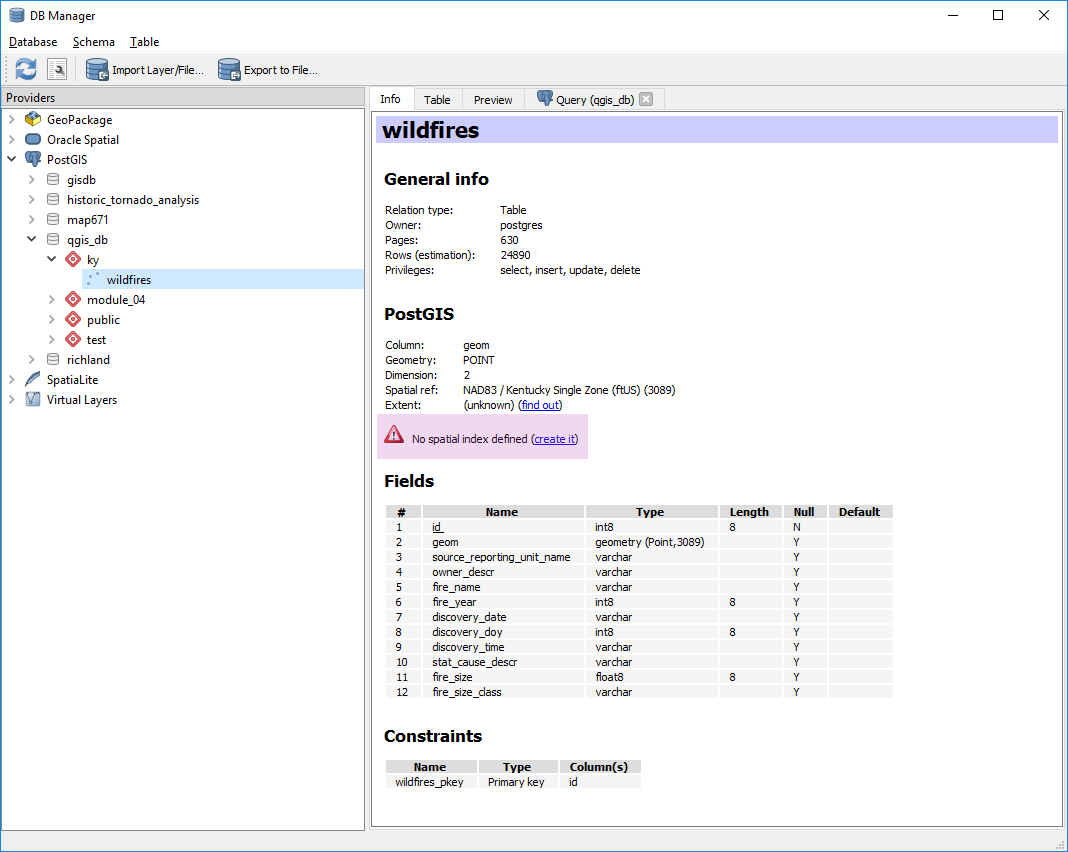 DB Manager
Database Schema Table
Import Layer/File... Export to File...
Providers
GeoPackage
Oracle Spatial
PostGIS
gisdb
historic_tornado_analysis
map671
qgis_db
ky
wildfires
module_04
public
test
richland
SpatiaLite
Virtual Layers
Info Table Preview Query (qgis_db)
wildfires
General info
Relation type: Table
Owner: postgres
Pages: 630
Rows (estimation): 24890
Privileges: select, insert, update, delete
PostGIS
Column: geom
Geometry: POINT
Dimension: 2
Spatial ref: NAD83 / Kentucky Single Zone (ftUS) (3089)
Extent: (unknown) (find out)
No spatial index defined (create it)
Fields
# Name Type Length Null Default
1 id int8 8 N
2 geom geometry (Point,3089) Y
3 source_reporting_unit_name varchar Y
4 owner_descr varchar Y
5 fire_name varchar Y
6 fire_year int8 8 Y
7 discovery_date varchar Y
8 discovery_doy int8 8 Y
9 discovery_time varchar Y
10 stat_cause_descr varchar Y
11 fire_size float8 8 Y
12 fire_size_class varchar Y
Constraints
Name Type Column(s)
wildfires_pkey Primary key id